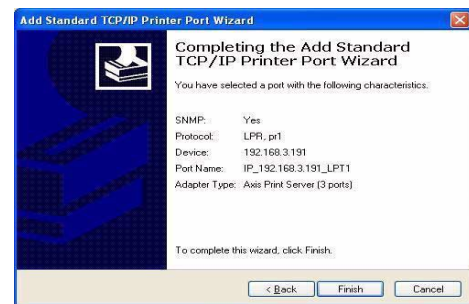 Add Standard TCP/IP Printer Port Wizard
Completing the Add Standard
TCP/IP Printer Port Wizard
You have selected a port with the following characteristics.
SNMP: Yes
Protocol: LPR, pr1
Device: 192.168.3.191
Port Name: IP_192.168.3.191_LPT1
Adapter Type: Axis Print Server (3 ports)
To complete this wizard, click Finish.
< Back Finish Cancel